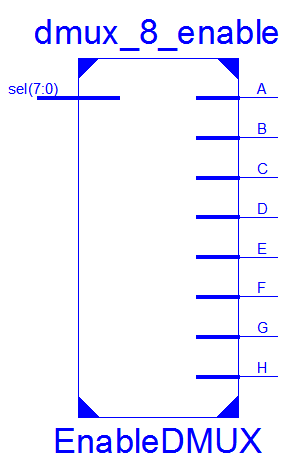 dmux_8_enable
sel(7:0)
A
B
C
D
E
F
G
H
EnableDMUX